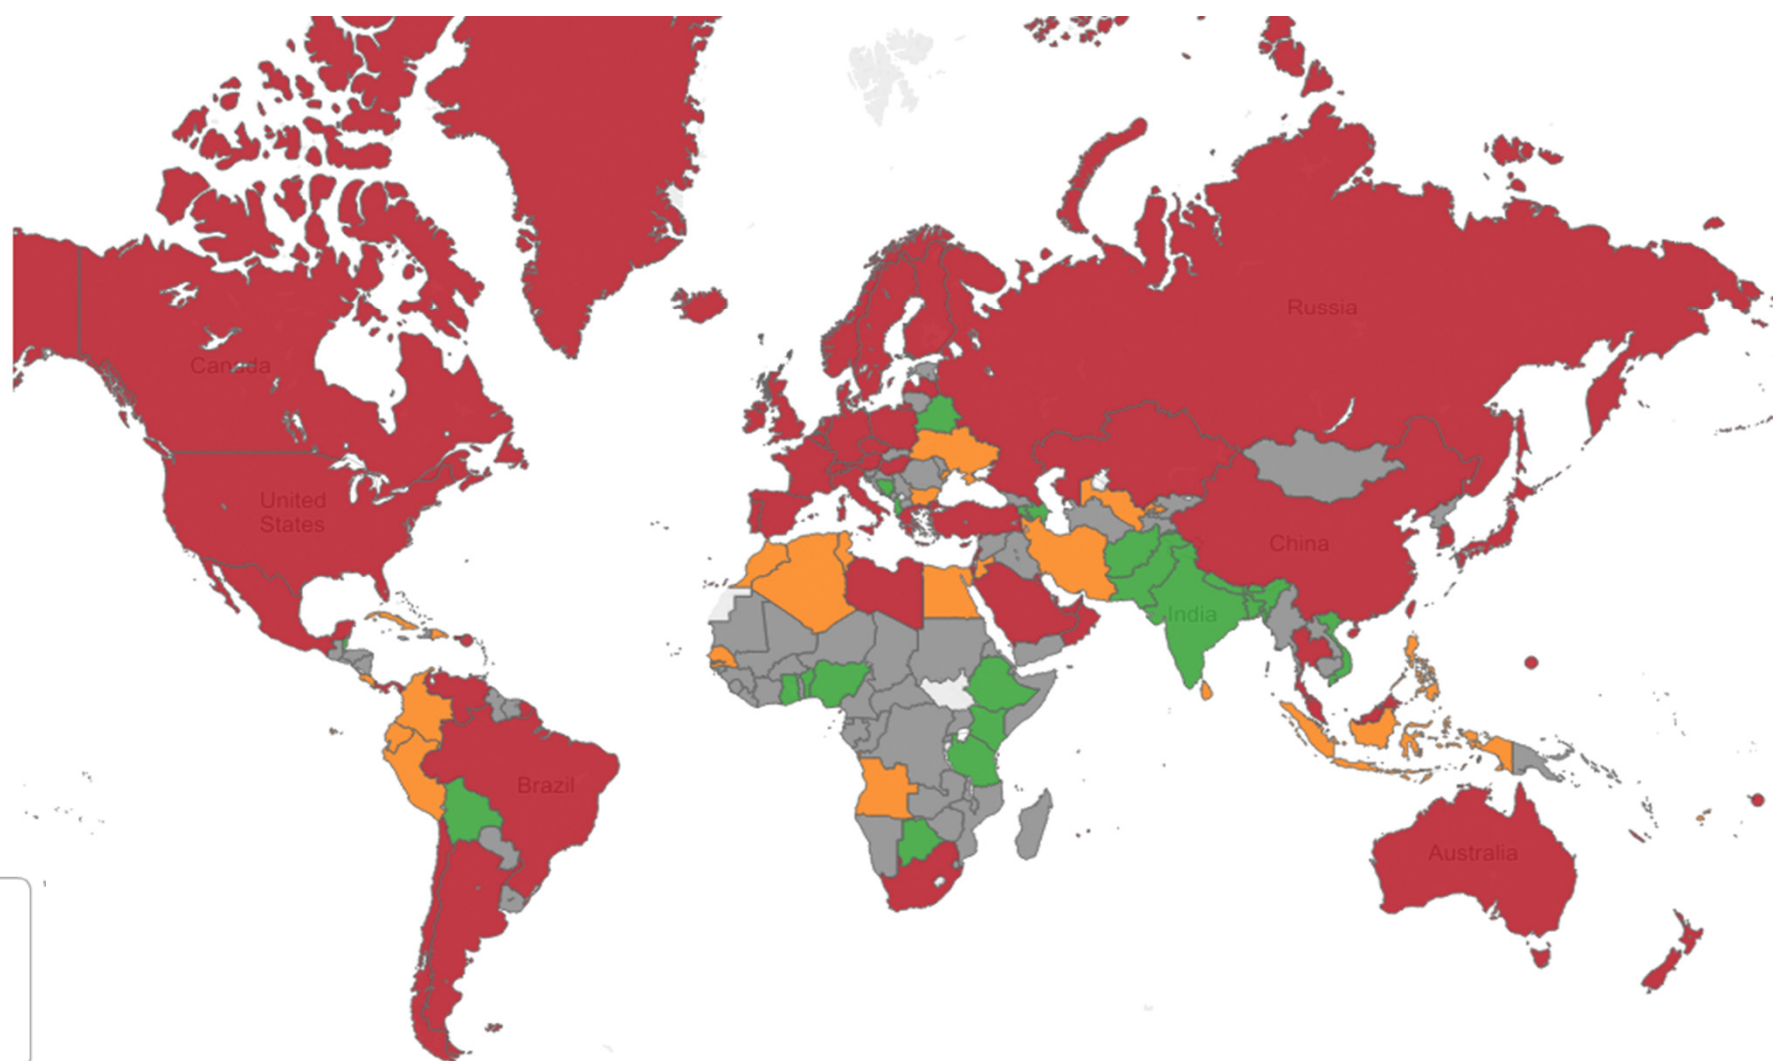 Russia
Canada
United
States
China
India
Brazil
Australia